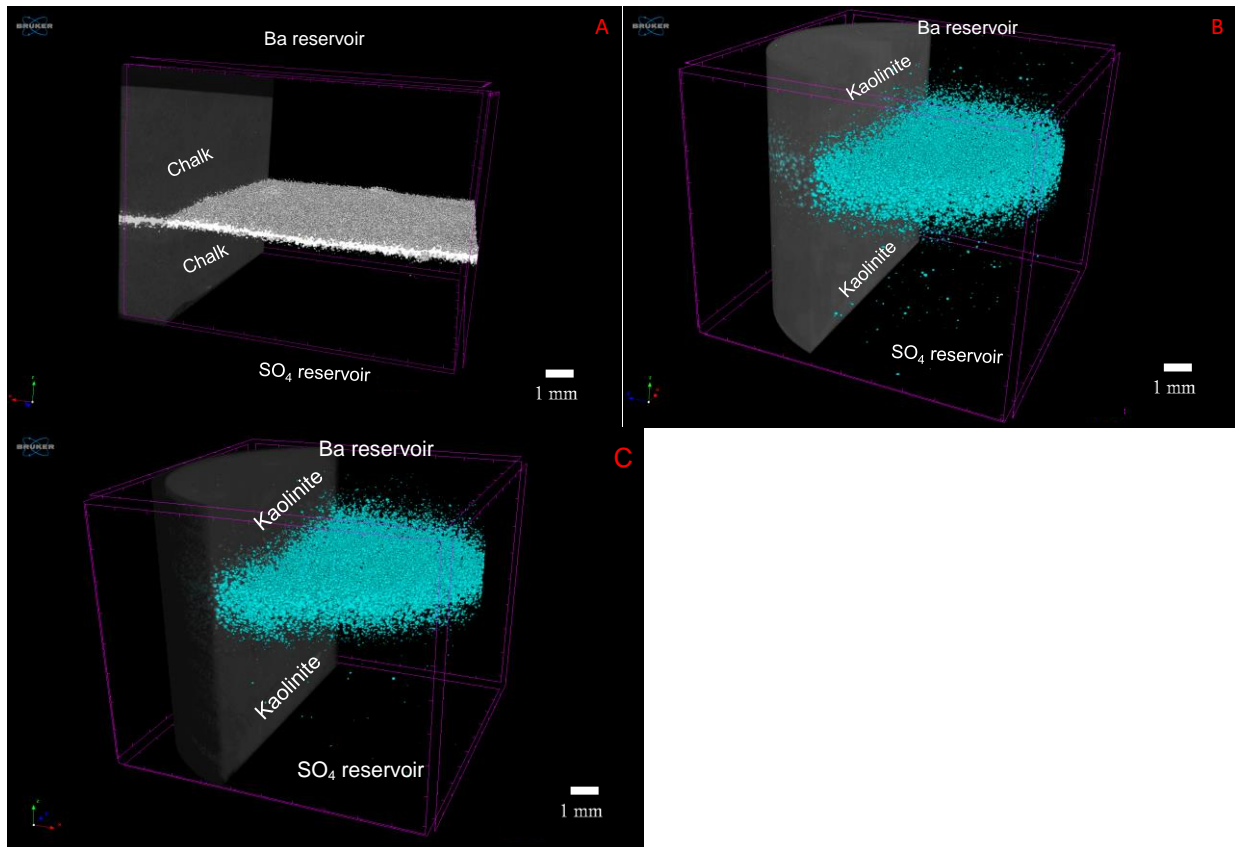 BRUKER
Ba reservoir
A
Chalk
Chalk
SO₄ reservoir
1 mm
BRUKER
Ba reservoir
B
Kaolinite
Kaolinite
SO₄ reservoir
1 mm
BRUKER
Ba reservoir
C
Kaolinite
Kaolinite
SO₄ reservoir
1 mm